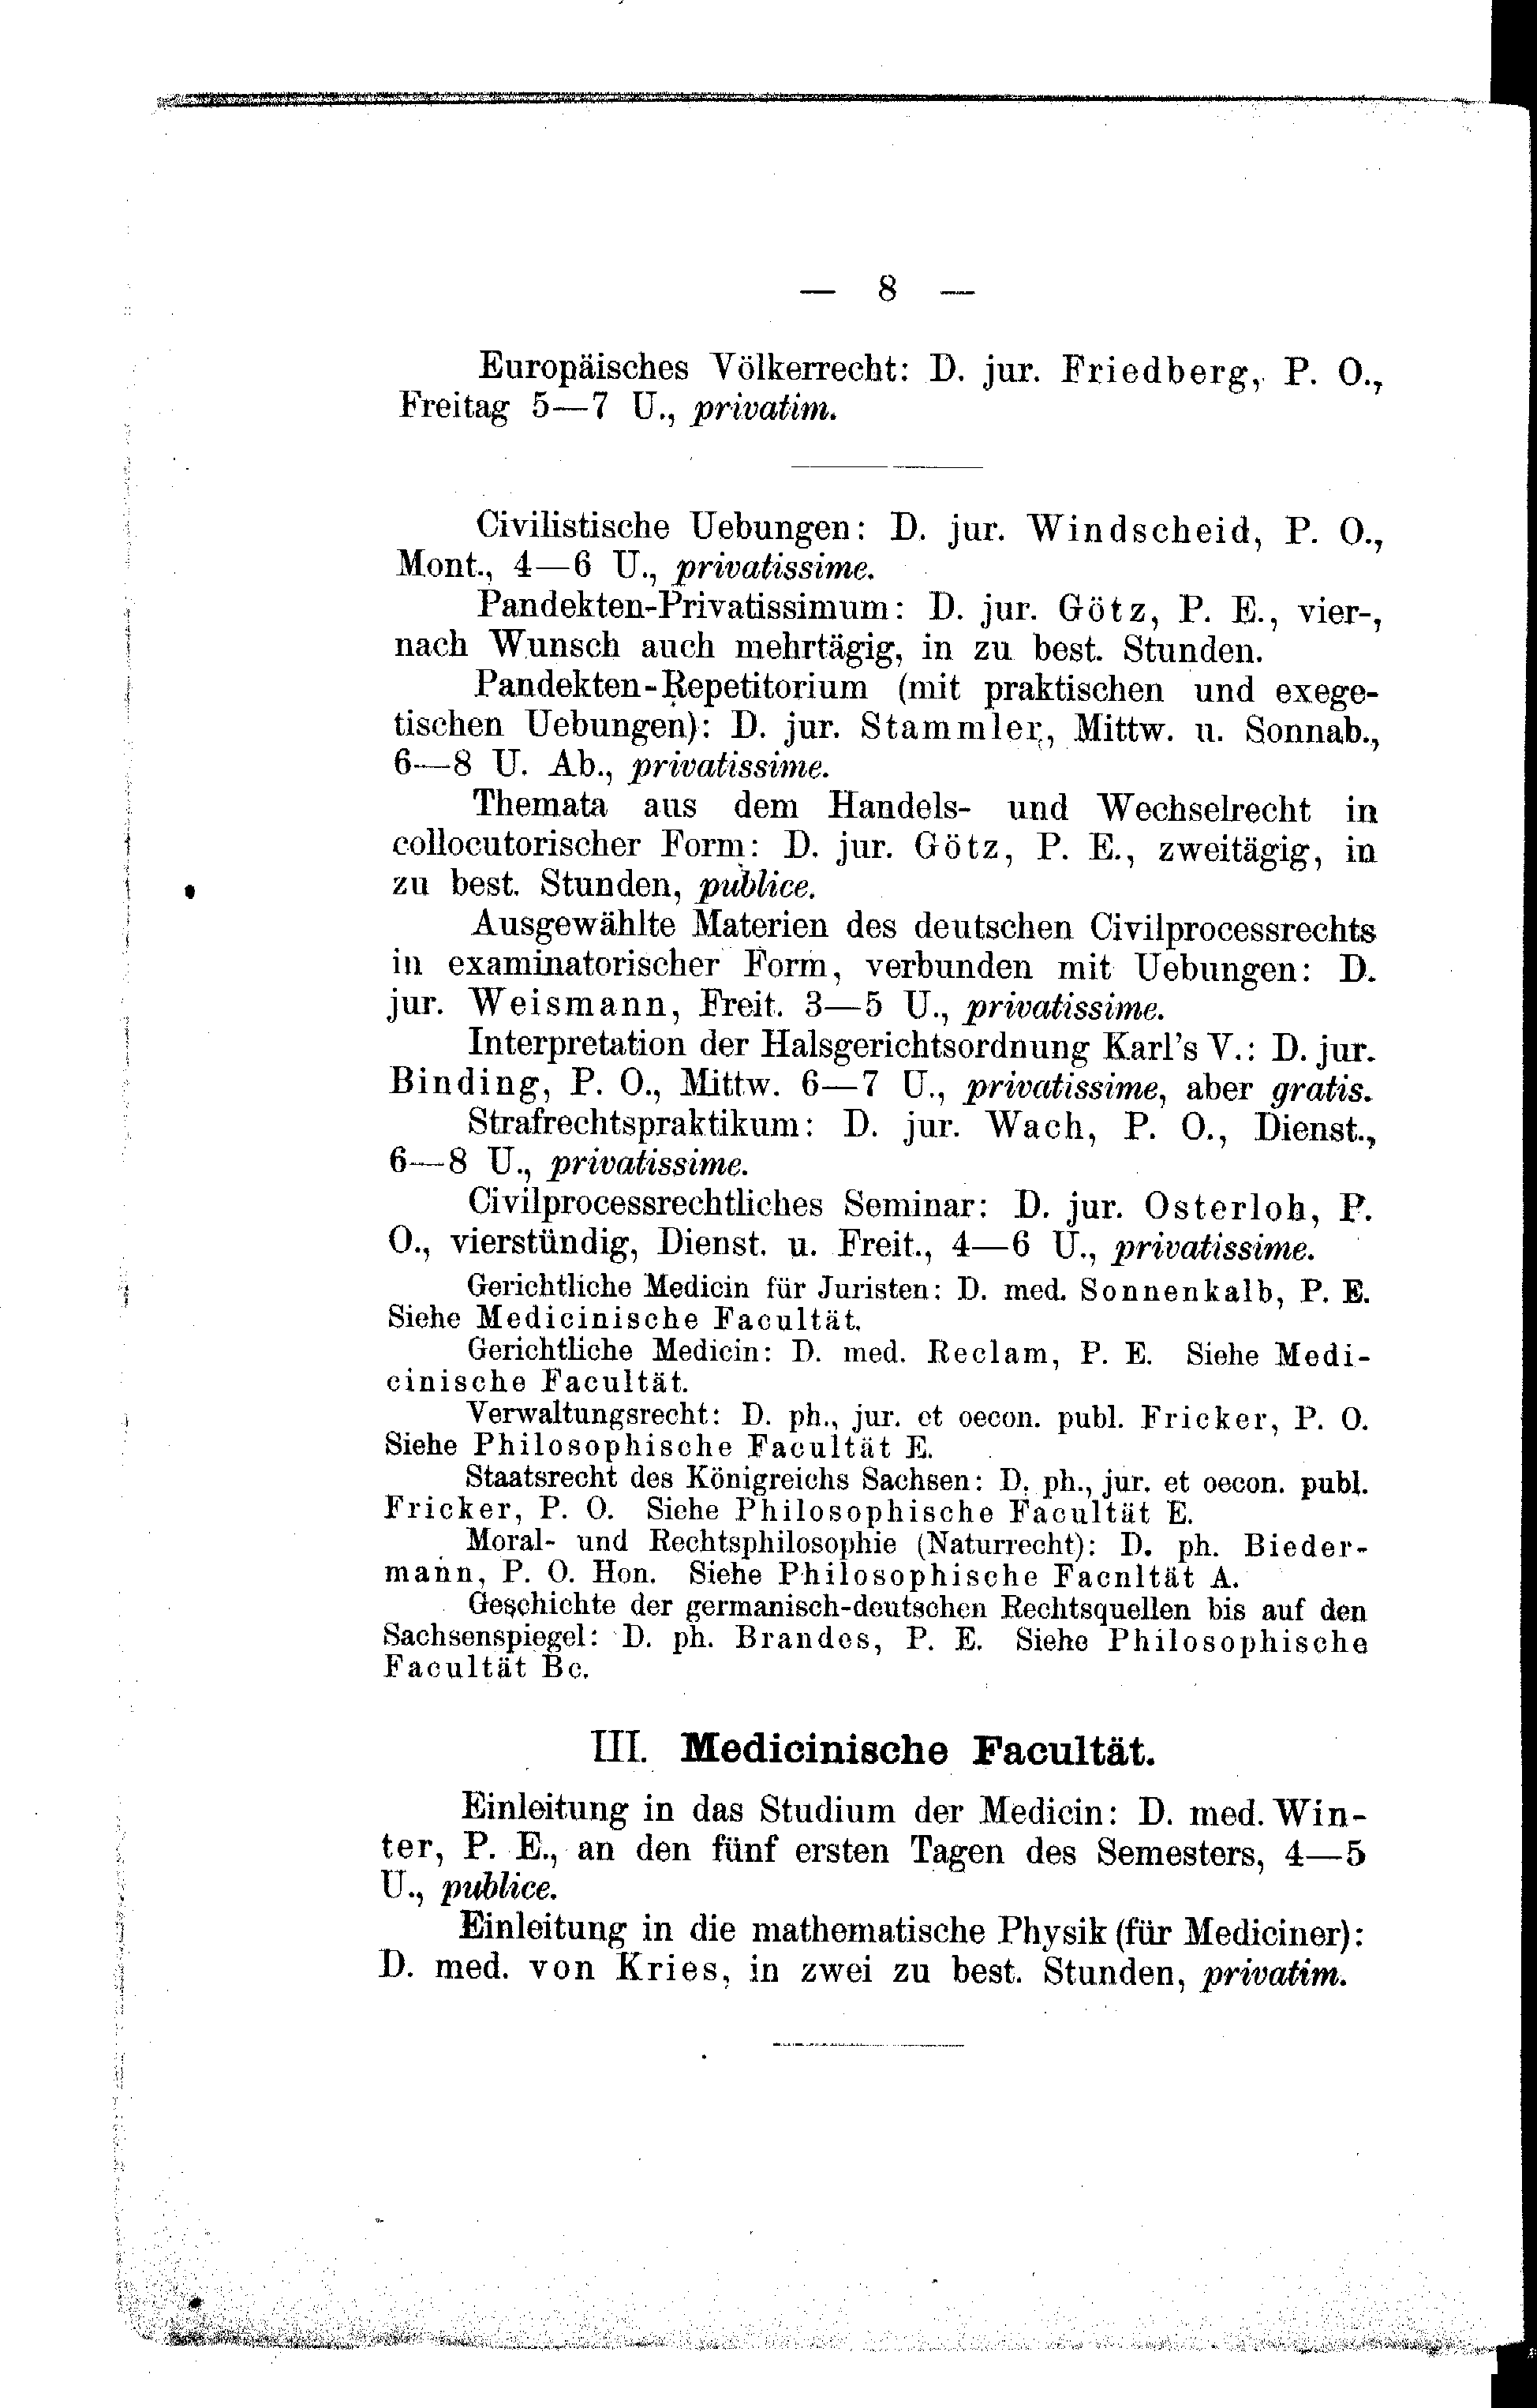 — 8 —
Europäisches Völkerrecht: D. jur. Friedberg, P. O.,
Freitag 5—7 U., privatim.
Civilistische Uebungen: D. jur. Windscheid, P. O.,
Mont., 4—6 U., privatissime.
Pandekten-Privatissimum: D. jur. Götz, P. E., vier-,
nach Wunsch auch mehrtägig, in zu best. Stunden.
Pandekten-Repetitorium (mit praktischen und exege-
tischen Uebungen): D. jur. Stammler, Mittw. u. Sonnab.,
6—8 U. Ab., privatissime.
Themata aus dem Handels- und Wechselrecht in
collocutorischer Form: D. jur. Götz, P. E., zweitägig, in
zu best. Stunden, publice.
Ausgewählte Materien des deutschen Civilprocessrechts
in examinatorischer Form, verbunden mit Uebungen: D.
jur. Weismann, Freit. 3—5 U., privatissime.
Interpretation der Halsgerichtsordnung Karl's V.: D. jur.
Binding, P. O., Mittw. 6—7 U., privatissime, aber gratis.
Strafrechtspraktikum: D. jur. Wach, P. O., Dienst.,
6—8 U., privatissime.
Civilprocessrechtliches Seminar: D. jur. Osterloh, P.
O., vierstündig, Dienst. u. Freit., 4—6 U., privatissime.
Gerichtliche Medicin für Juristen: D. med. Sonnenkalb, P. E.
Siehe Medicinische Facultät.
Gerichtliche Medicin: D. med. Reclam, P. E. Siehe Medi-
cinische Facultät.
Verwaltungsrecht: D. ph., jur. et oecon. publ. Fricker, P. O.
Siehe Philosophische Facultät E.
Staatsrecht des Königreichs Sachsen: D. ph., jur. et oecon. publ.
Fricker, P. O. Siehe Philosophische Facultät E.
Moral- und Rechtsphilosophie (Naturrecht): D. ph. Bieder-
mann, P. O. Hon. Siehe Philosophische Facnltät A.
Geschichte der germanisch-deutschen Rechtsquellen bis auf den
Sachsenspiegel: D. ph. Brandes, P. E. Siehe Philosophische
Facultät Bc.
III. Medicinische Facultät.
Einleitung in das Studium der Medicin: D. med. Win-
ter, P. E., an den fünf ersten Tagen des Semesters, 4—5
U., publice.
Einleitung in die mathematische Physik (für Mediciner):
D. med. von Kries, in zwei zu best. Stunden, privatim.